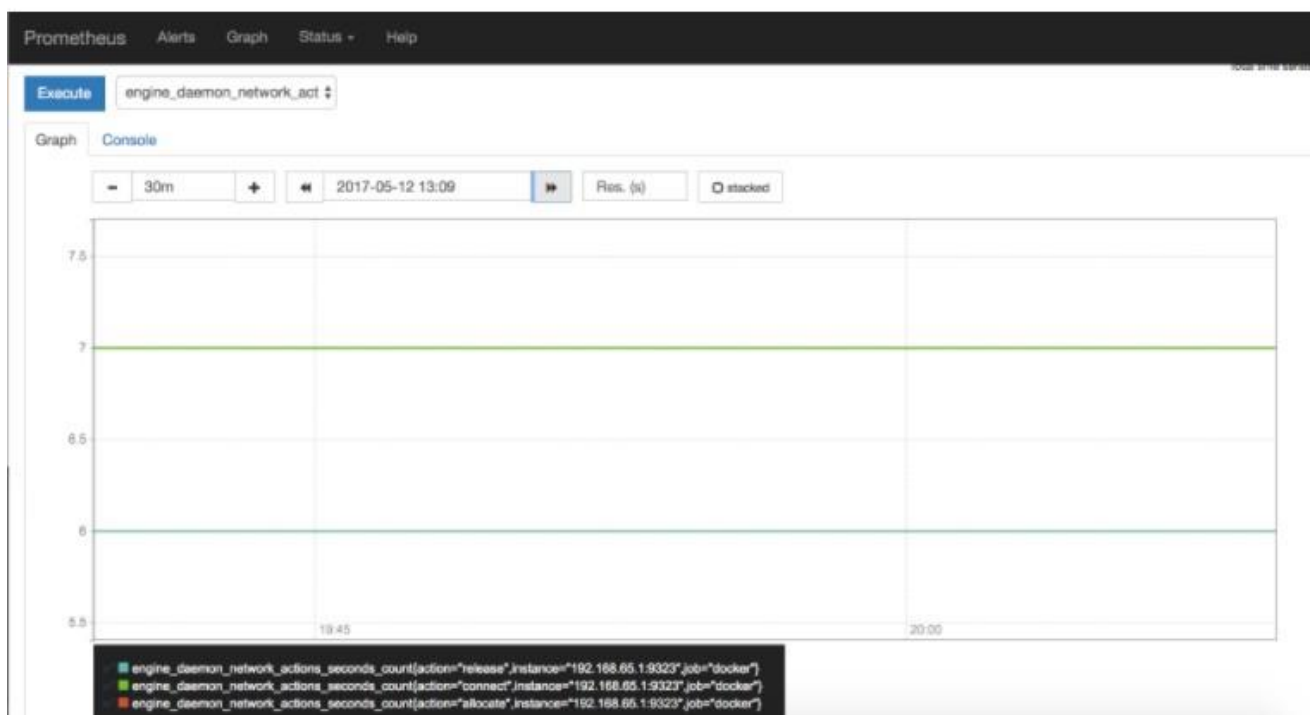 Prometheus Alerts Graph Status Help
Execute engine_daemon_network_act
Graph Console
30m 2017-05-12 13:09 Res. (s) stacked
7.5
7
6.5
6
5.5
19:45 20:00
engine_daemon_network_actions_seconds_count{action="release",instance="192.168.65.1:9323",job="docker"}
engine_daemon_network_actions_seconds_count{action="connect",instance="192.168.65.1:9323",job="docker"}
engine_daemon_network_actions_seconds_count{action="allocate",instance="192.168.65.1:9323",job="docker"}